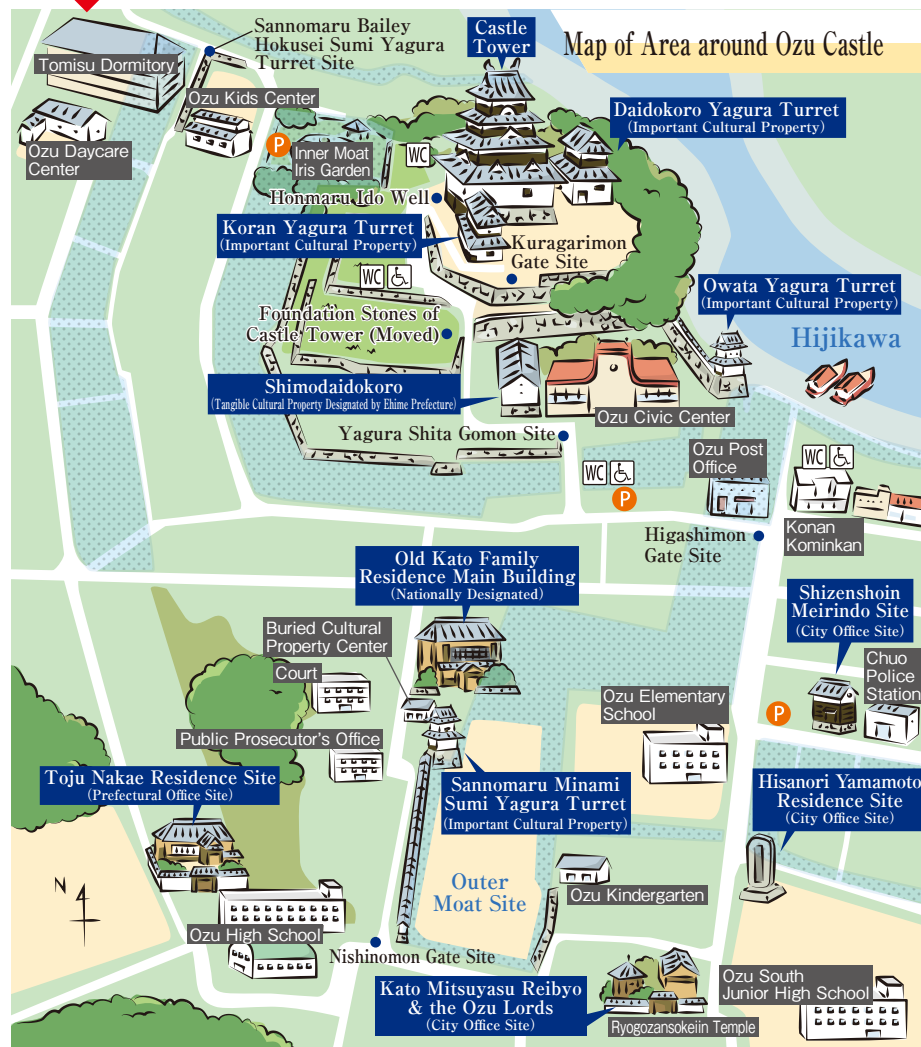 Map of Area around Ozu Castle
Sannomaru Bailey
Hokusei Sumi Yagura
Turret Site
Castle
Tower
Tomisu Dormitory
Ozu Kids Center
Daidokoro Yagura Turret
(Important Cultural Property)
Ozu Daycare
Center
P
Inner Moat
Iris Garden
WC
Honmaru Ido Well
Koran Yagura Turret
(Important Cultural Property)
Kuragarimon
Gate Site
WC
Owata Yagura Turret
(Important Cultural Property)
Foundation Stones of
Castle Tower (Moved)
Hijikawa
Shimodaidokoro
(Tangible Cultural Property Designated by Ehime Prefecture)
Ozu Civic Center
Yagura Shita Gomon Site
Ozu Post
Office
WC
WC
P
Konan
Kominkan
Higashimon
Gate Site
Old Kato Family
Residence Main Building
(Nationally Designated)
Shizenshoin
Meirindo Site
(City Office Site)
Buried Cultural
Property Center
Court
Chuo
Police
Station
Ozu Elementary
School
P
Public Prosecutor's Office
Toju Nakae Residence Site
(Prefectural Office Site)
Sannomaru Minami
Sumi Yagura Turret
(Important Cultural Property)
Hisanori Yamamoto
Residence Site
(City Office Site)
N
Outer
Moat Site
Ozu Kindergarten
Ozu High School
Nishinomon Gate Site
Kato Mitsuyasu Reibyo
& the Ozu Lords
(City Office Site)
Ryogozansokeiin Temple
Ozu South
Junior High School